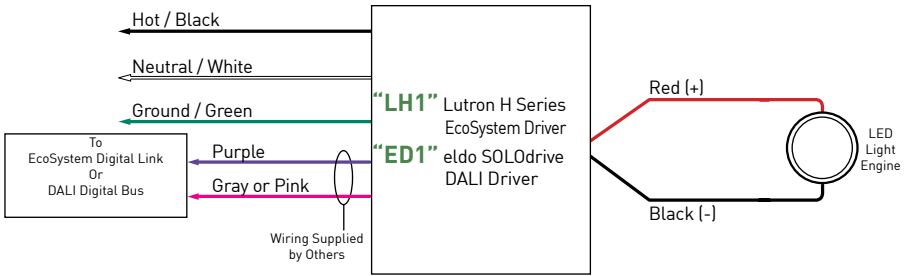 Hot / Black
Neutral / White
Ground / Green
To
EcoSystem Digital Link
Or
DALI Digital Bus
Purple
Gray or Pink
Wiring Supplied
by Others
“LH1” Lutron H Series
EcoSystem Driver
“ED1” eldo SOLOdrive
DALI Driver
Red (+)
Black (-)
LED
Light
Engine